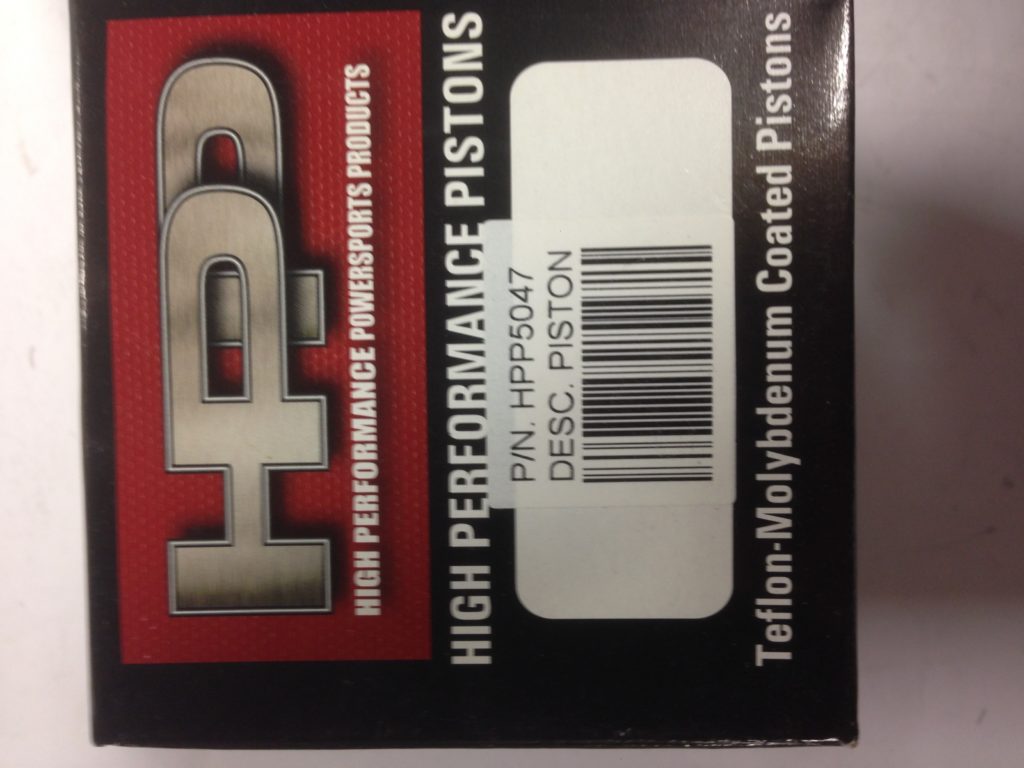 HPP
HIGH PERFORMANCE POWERSPORTS PRODUCTS
HIGH PERFORMANCE PISTONS
P/N. HPP5047
DESC. PISTON
Teflon-Molybdenum Coated Pistons